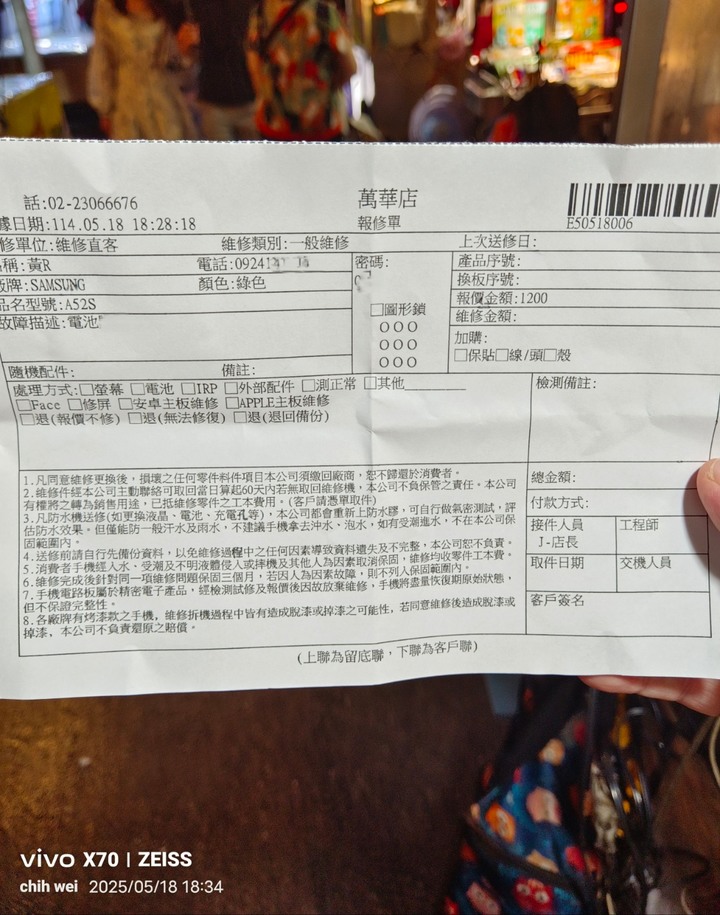 話:02-23066676
萬華店
據日期:114.05.18 18:28:18
報修單
E50518006
修單位:維修直客
維修類別:一般維修
上次送修日:
稱:黃R
電話:09241
密碼:
產品序號:
廠牌:SAMSUNG
顏色:綠色
換板序號:
品名型號:A52S
報價金額:1200
故障描述:電池
維修金額:
□圖形鎖
OOO
OOO
OOO
加購:
□保貼□線/頭□殼
隨機配件:
備註:
處理方式:□螢幕 □電池 □IRP □外部配件 □測正常 □其他
□Face □修屏 □安卓主板維修 □APPLE主板維修
□退(報價不修) □退(無法修復) □退(退回備份)
檢測備註:
1.凡同意維修更換後，損壞之任何零件料件項目本公司須繳回廠商，恕不歸還於消費者。
2.維修件經本公司主動聯絡可取回當日算起60天內若無取回維修機，本公司不負保管之責任。本公司
有權將之轉為銷售用途，已抵維修零件之工本費用。(客戶請憑單取件)
3.凡防水機送修(如更換液晶、電池、充電孔等)，本公司都會重新上防水膠，可自行做氣密測試，評
估防水效果。但僅能防一般汗水及雨水，不建議手機拿去沖水、泡水，如有受潮進水，不在本公司保
固範圍內。
4.送修前請自行先備份資料，以免維修過程中之任何因素導致資料遺失及不完整，本公司恕不負責。
5.消費者手機經人水、受潮及不明液體侵人或摔機及其他人為因素取消保固，維修均收零件工本費。
6.維修完成後針對同一項維修問題保固三個月，若因人為因素故障，則不列人保固範圍內。
7.手機電路板屬於精密電子產品，經檢測試修及報價後因故放棄維修，手機將盡量恢復期原始狀態，
但不保證完整性。
8.各廠牌有烤漆款之手機，維修拆機過程中皆有造成脫漆或掉漆之可能性，若同意維修後造成脫漆或
掉漆，本公司不負責還原之賠償。
總金額:
付款方式:
接件人員
工程師
J-店長
取件日期
交機人員
客戶簽名
(上聯為留底聯，下聯為客戶聯)
vivo X70 | ZEISS
chih wei 2025/05/18 18:34